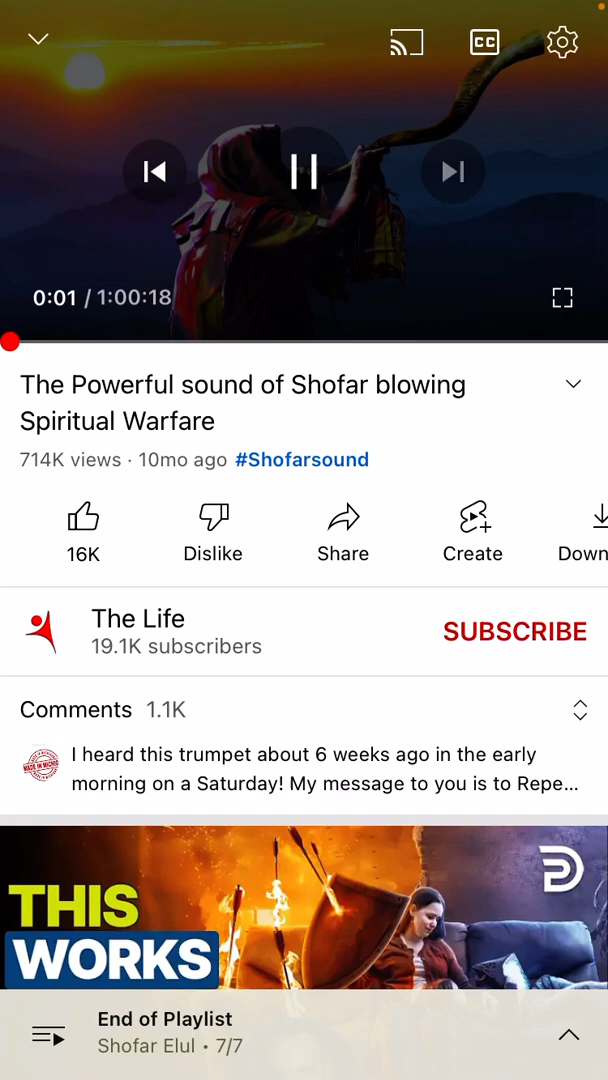 CC
0:01 / 1:00:18
The Powerful sound of Shofar blowing
Spiritual Warfare
714K views · 10mo ago #Shofarsound
16K
Dislike
Share
Create
Down
The Life
19.1K subscribers
SUBSCRIBE
Comments 1.1K
I heard this trumpet about 6 weeks ago in the early
morning on a Saturday! My message to you is to Repe...
THIS
WORKS
End of Playlist
Shofar Elul • 7/7